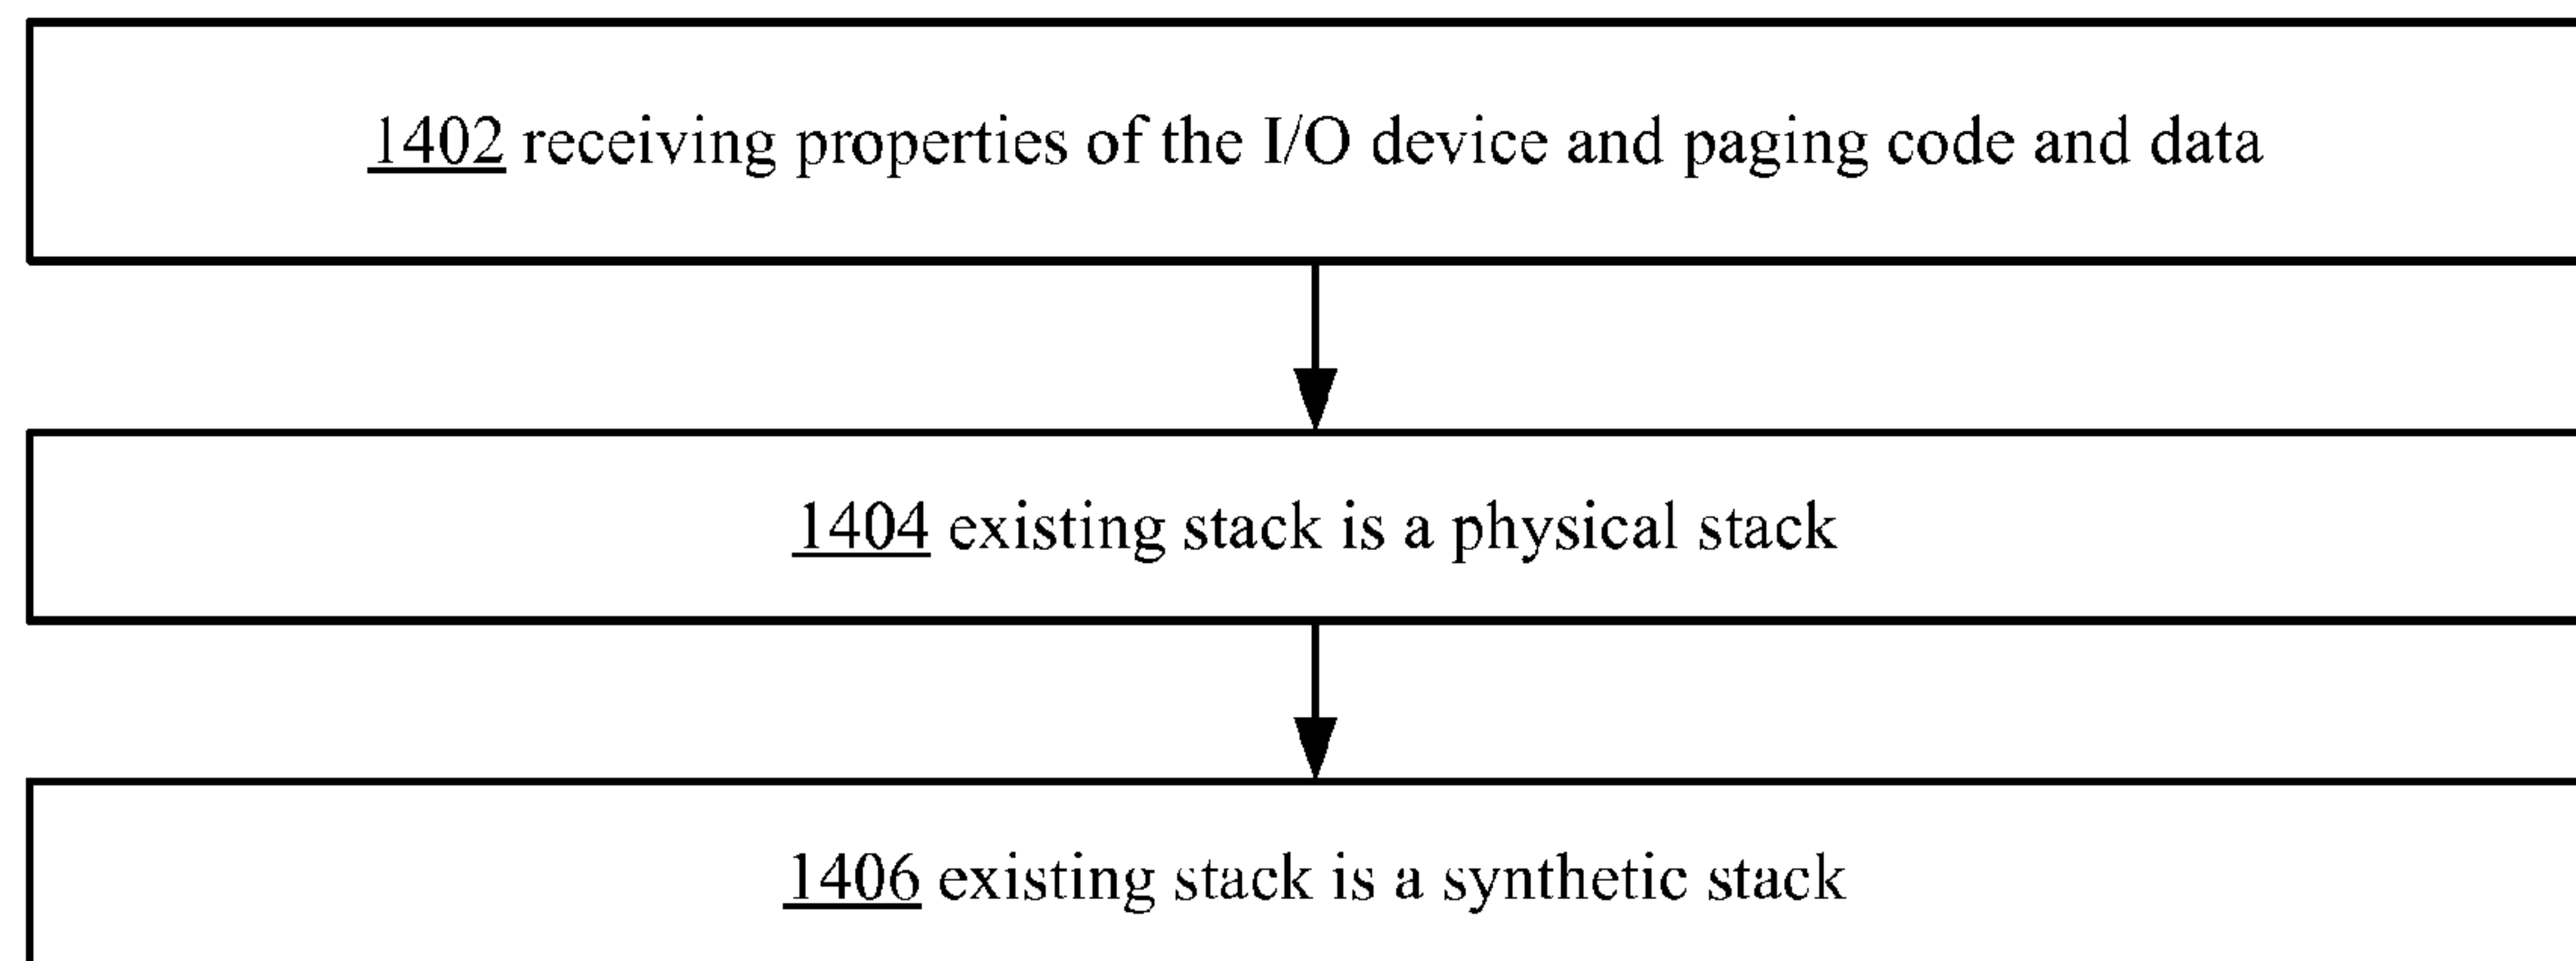 1402 receiving properties of the I/O device and paging code and data
1404 existing stack is a physical stack
1406 existing stack is a synthetic stack